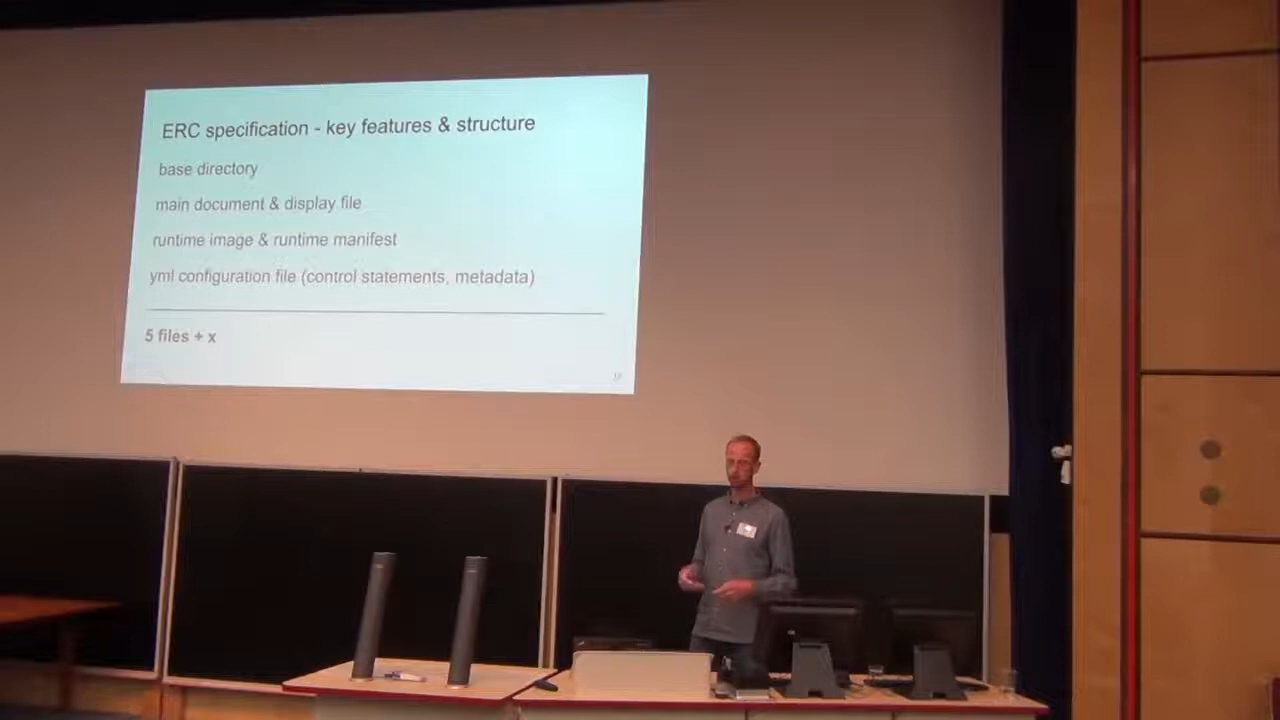 ERC specification - key features & structure
base directory
main document & display file
runtime image & runtime manifest
yml configuration file (control statements, metadata)
5 files + x